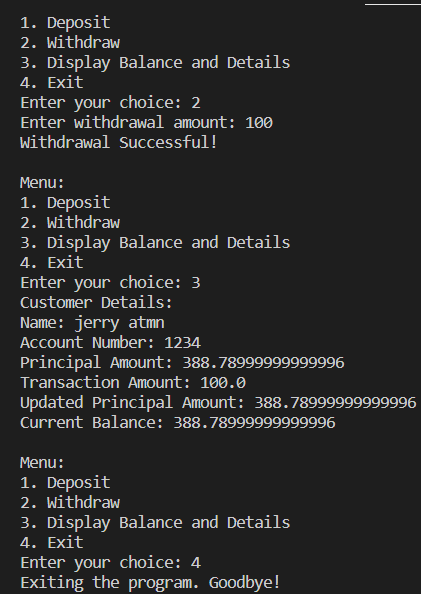 1. Deposit
2. Withdraw
3. Display Balance and Details
4. Exit
Enter your choice: 2
Enter withdrawal amount: 100
Withdrawal Successful!

Menu:
1. Deposit
2. Withdraw
3. Display Balance and Details
4. Exit
Enter your choice: 3
Customer Details:
Name: jerry atmn
Account Number: 1234
Principal Amount: 388.78999999999996
Transaction Amount: 100.0
Updated Principal Amount: 388.78999999999996
Current Balance: 388.78999999999996

Menu:
1. Deposit
2. Withdraw
3. Display Balance and Details
4. Exit
Enter your choice: 4
Exiting the program. Goodbye!